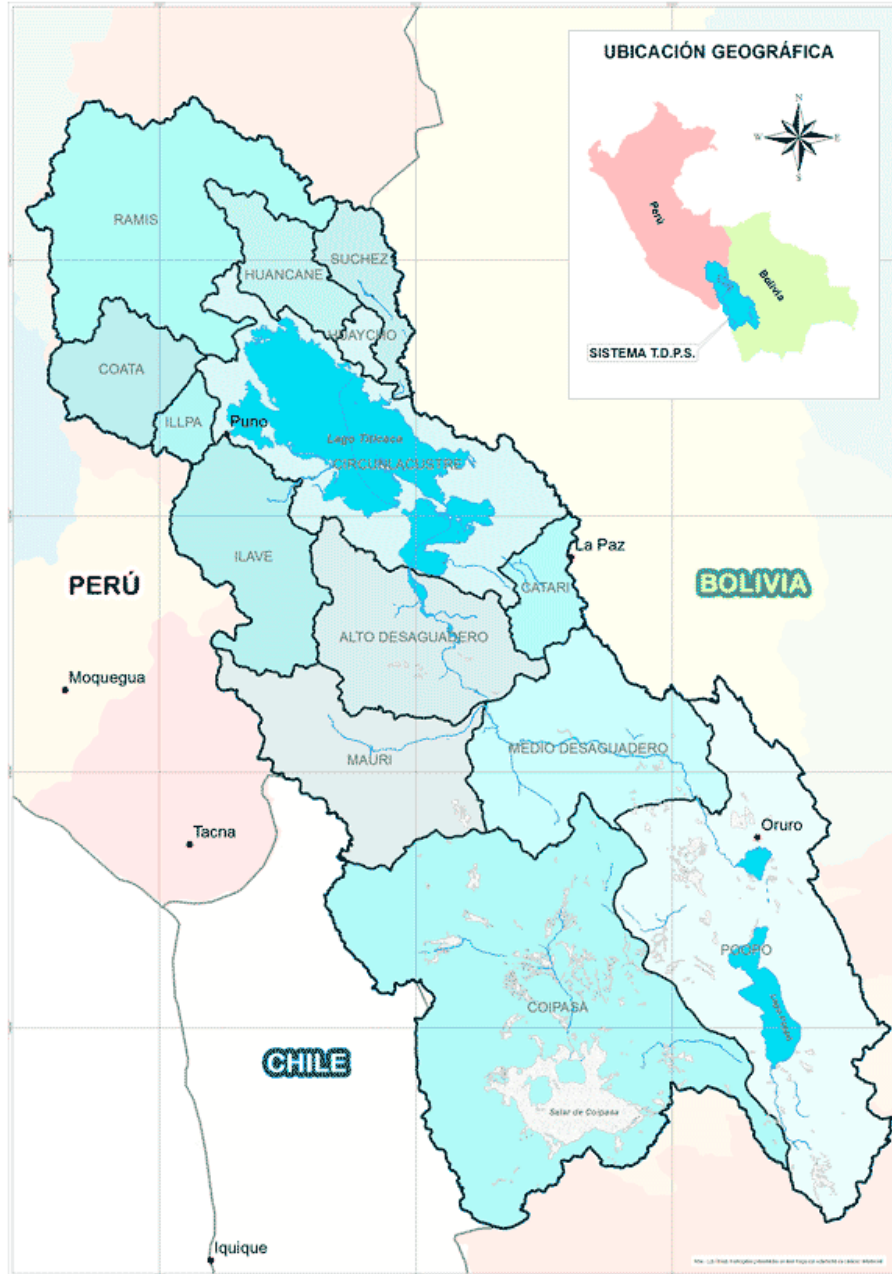 UBICACIÓN GEOGRÁFICA
N
W
E
S
Perú
Bolivia
SISTEMA T.D.P.S.
RAMIS
SUCHEZ
HUANCANE
HUAYCHO
COATA
ILLPA
Puno
Lago Titicaca
CIRCUNLACUSTRE
ILAVE
La Paz
CATARI
PERÚ
BOLIVIA
ALTO DESAGUADERO
Moquegua
MAURI
MEDIO DESAGUADERO
Tacna
Oruro
POOPO
COIPASA
CHILE
Salar de Coipasa
Iquique